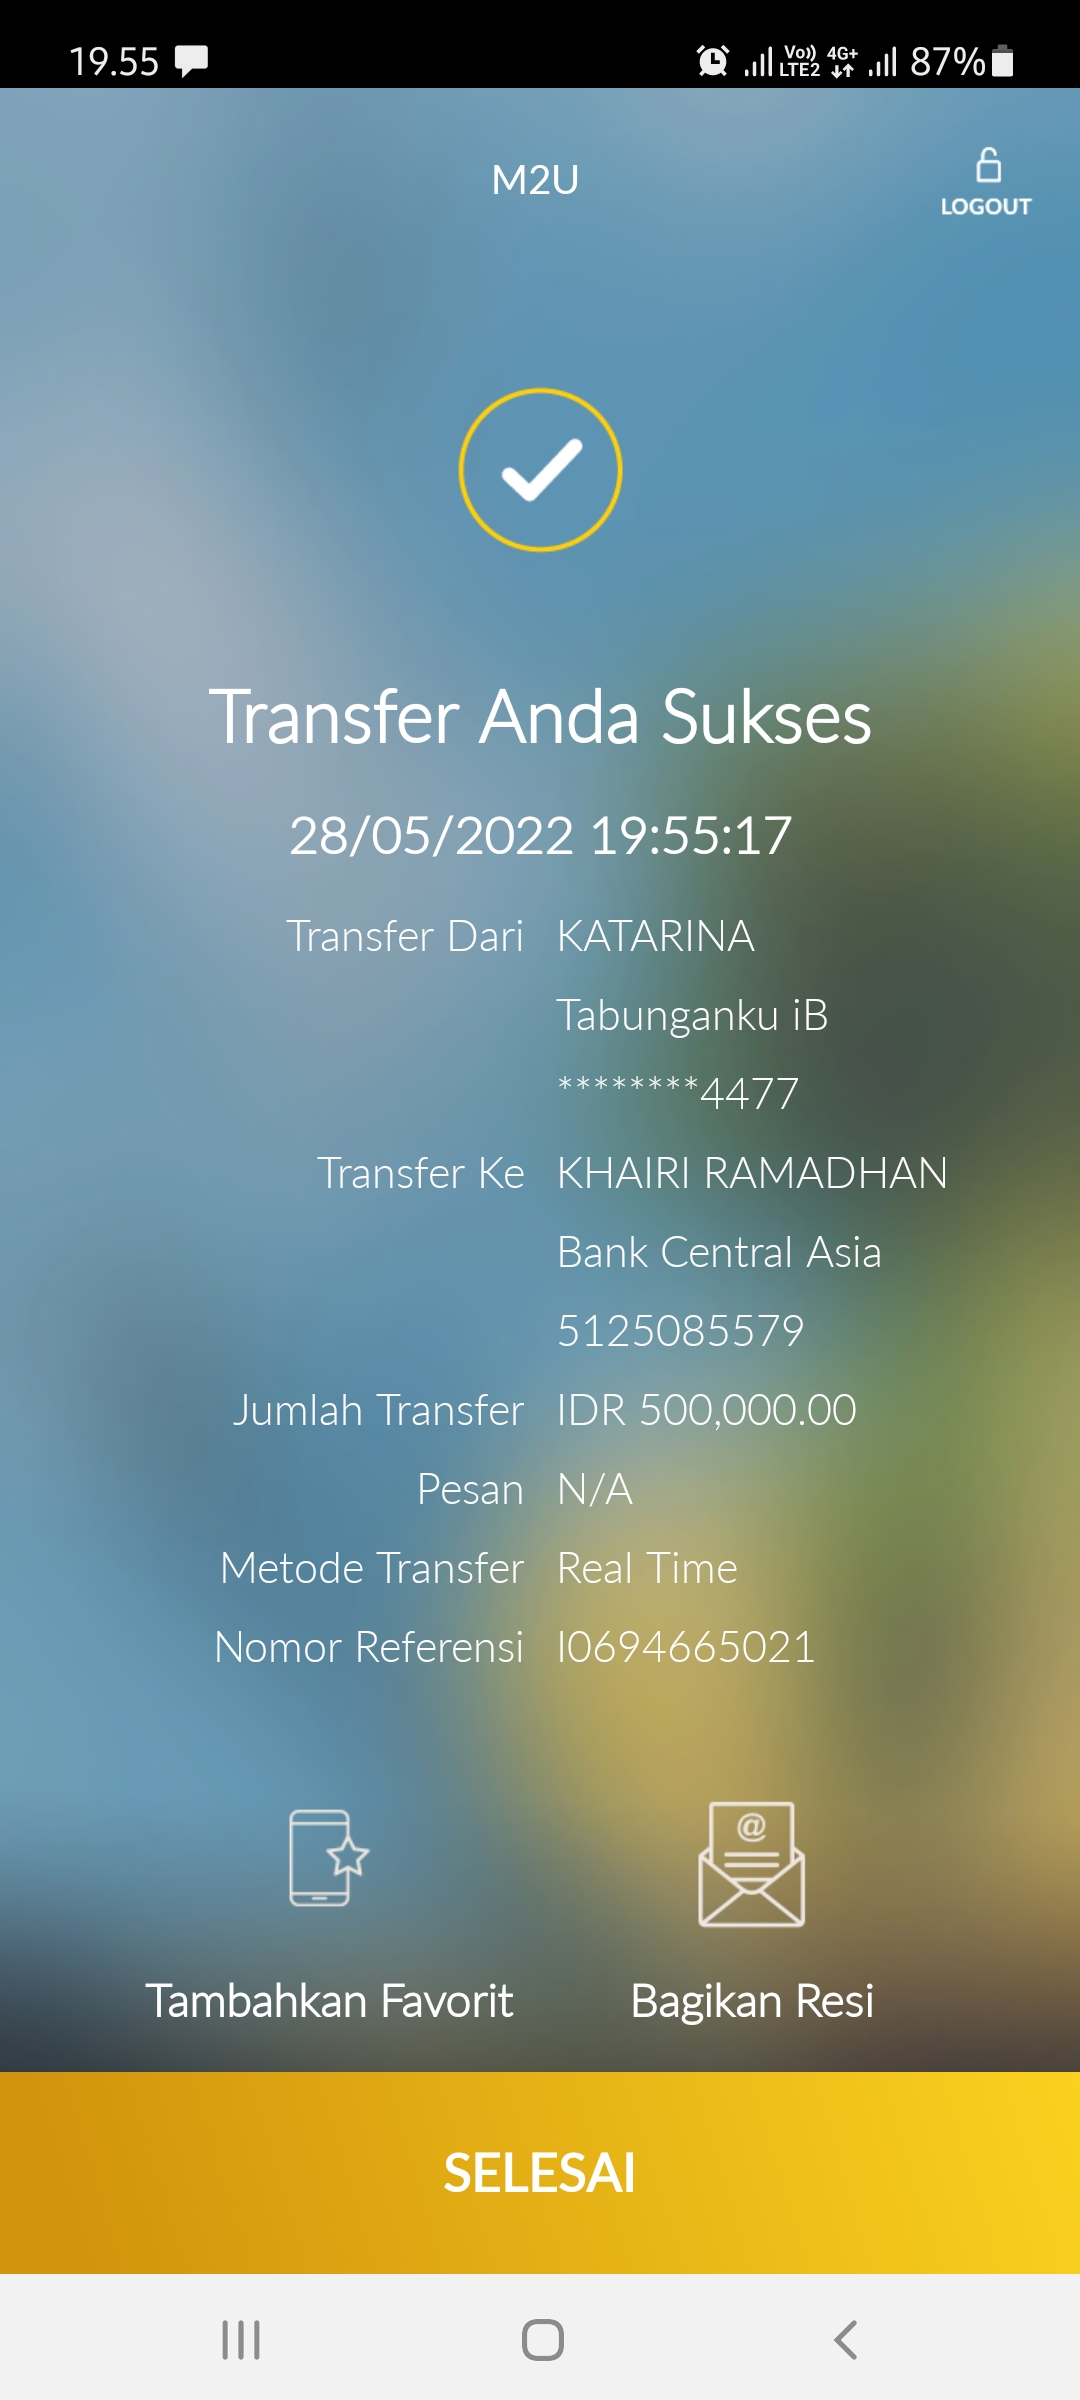 19.55
Vo)) LTE2 4G+ 87%
M2U
LOGOUT
Transfer Anda Sukses
28/05/2022 19:55:17
Transfer Dari KATARINA
Tabunganku iB
********4477
Transfer Ke KHAIRI RAMADHAN
Bank Central Asia
5125085579
Jumlah Transfer IDR 500,000.00
Pesan N/A
Metode Transfer Real Time
Nomor Referensi I0694665021
@
Tambahkan Favorit
Bagikan Resi
SELESAI